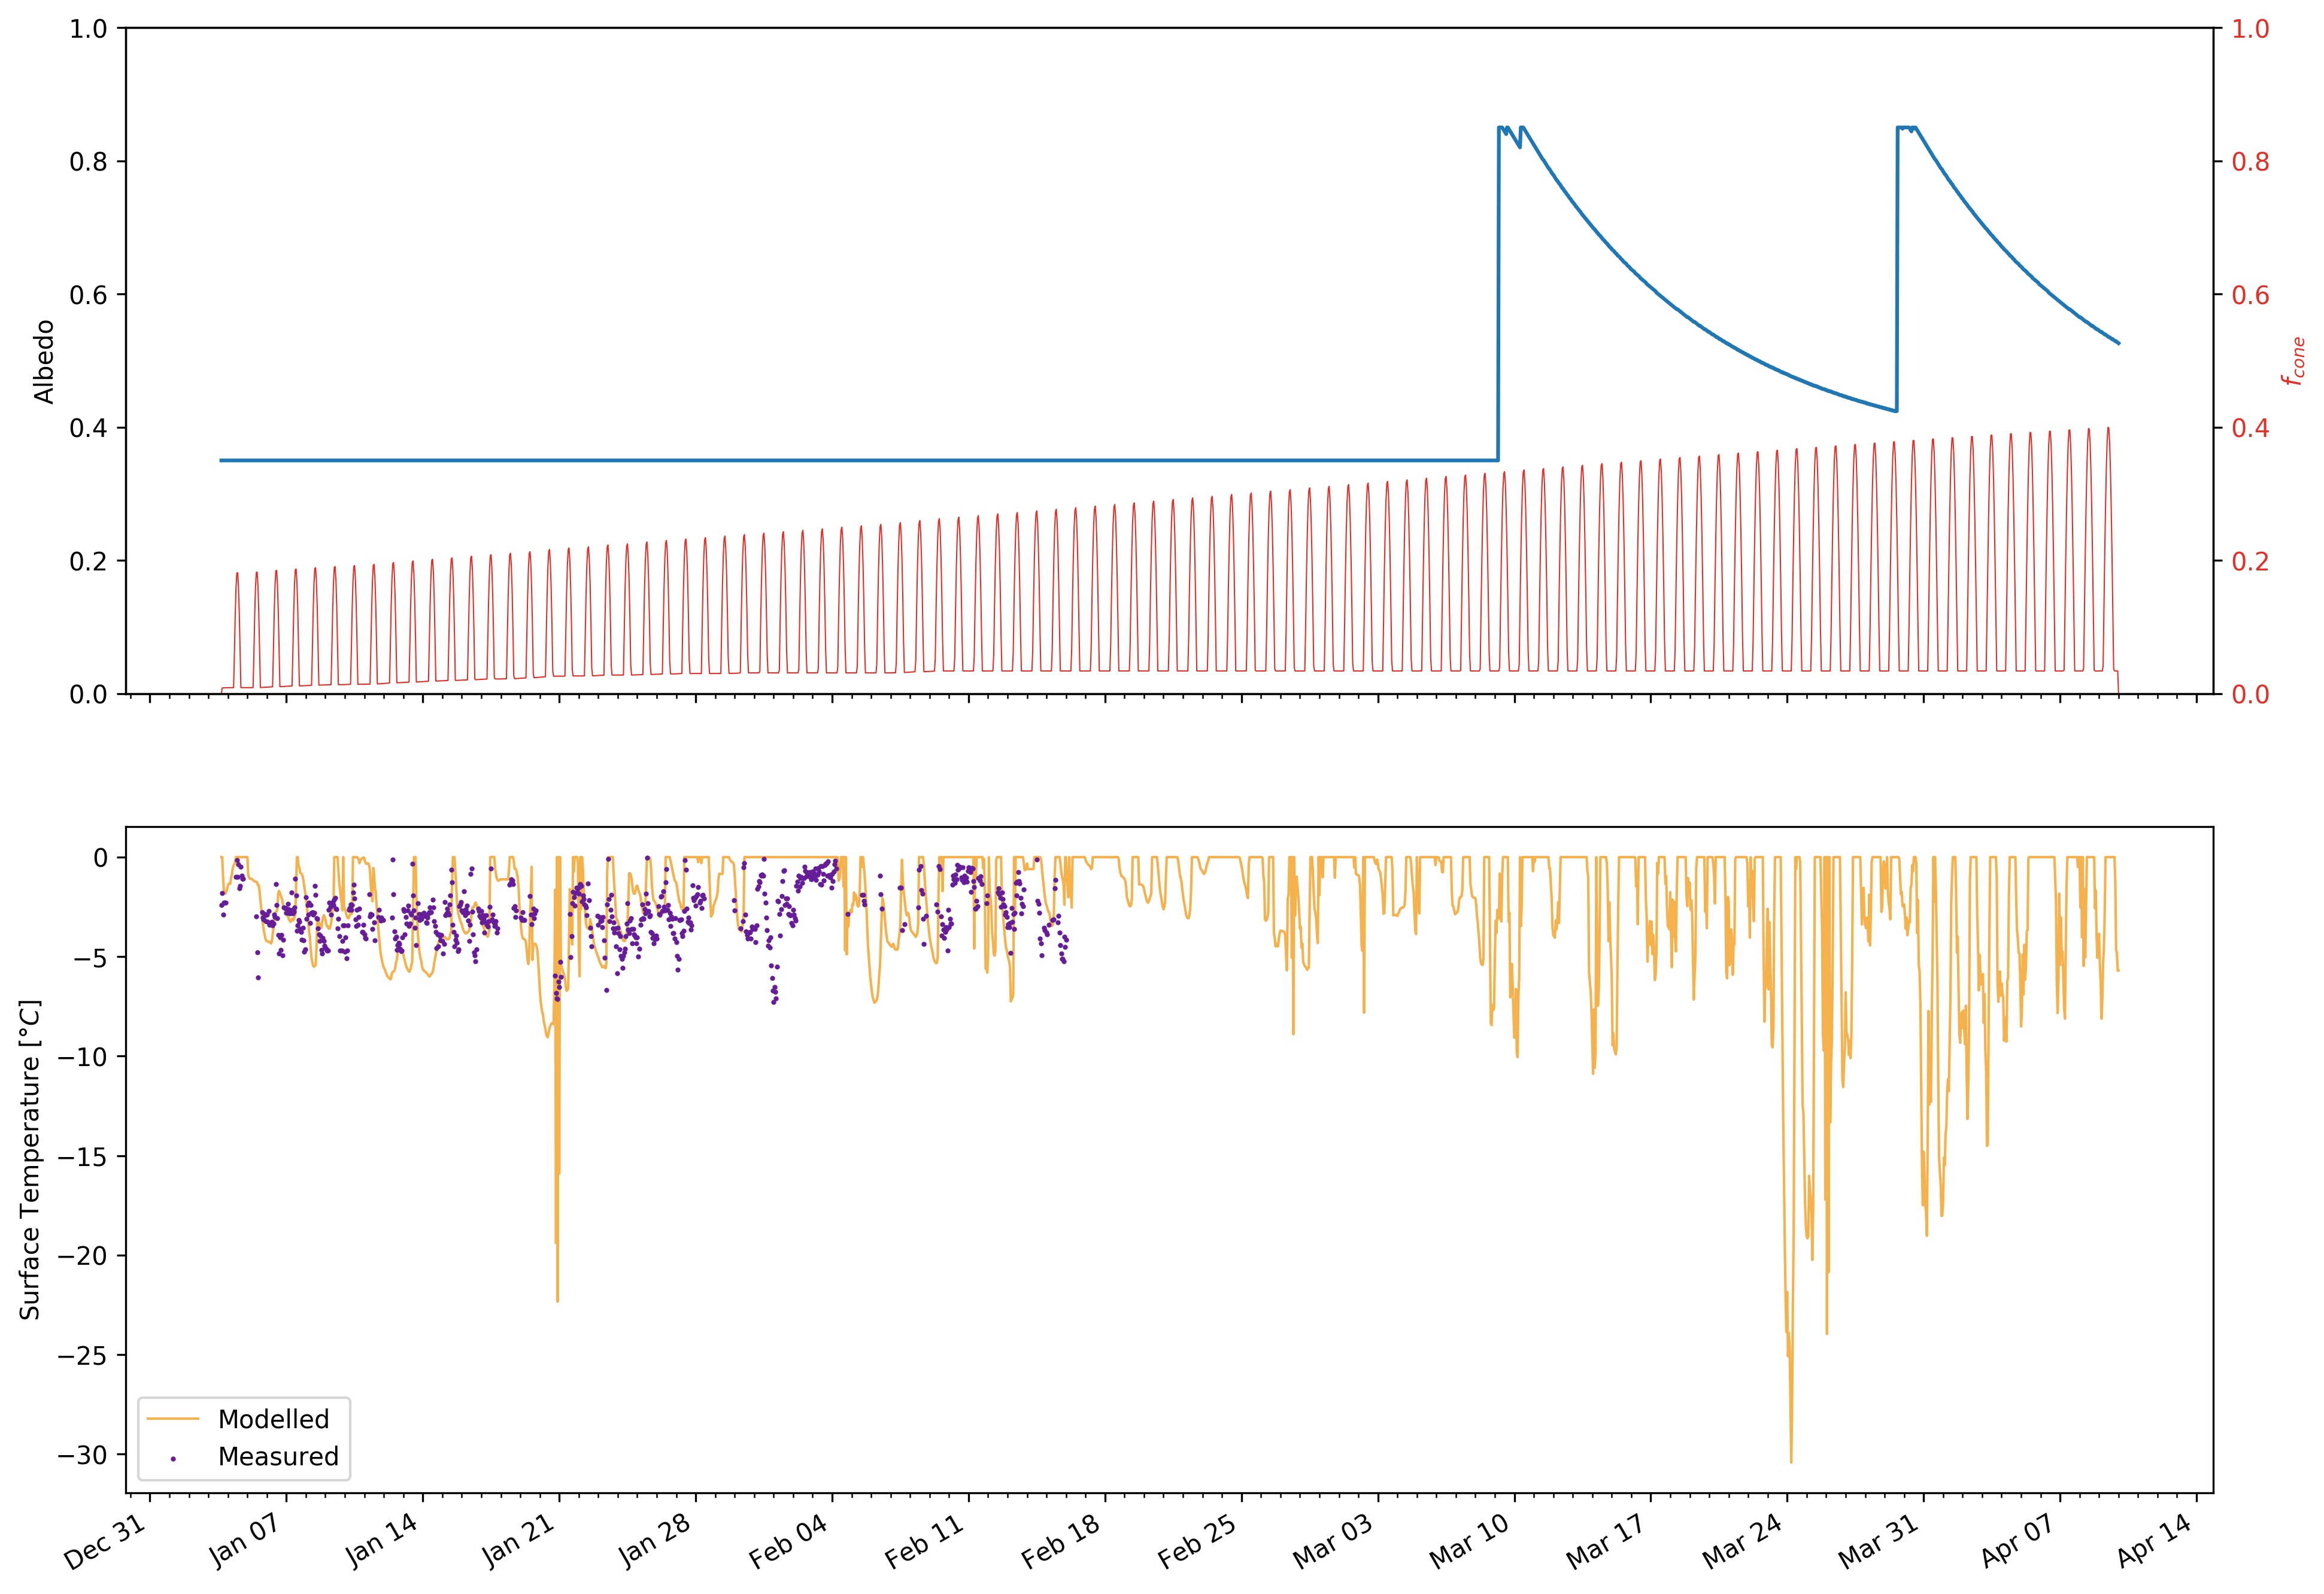 1.0
0.8
0.6
0.4
0.2
0.0
Albedo
1.0
0.8
0.6
0.4
0.2
0.0
f_cone
0
−5
−10
−15
−20
−25
−30
Surface Temperature [°C]
Modelled
Measured
Dec 31
Jan 07
Jan 14
Jan 21
Jan 28
Feb 04
Feb 11
Feb 18
Feb 25
Mar 03
Mar 10
Mar 17
Mar 24
Mar 31
Apr 07
Apr 14